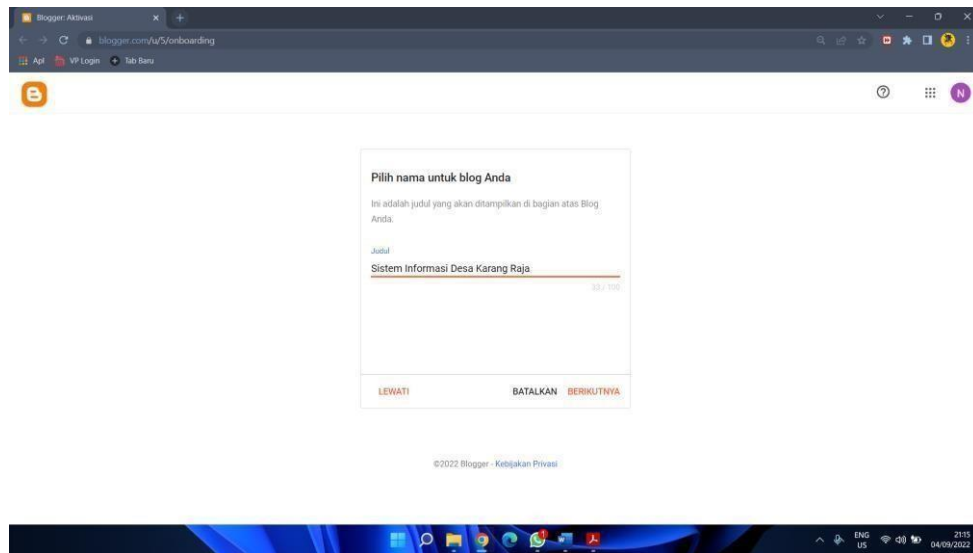 Blogger: Aktivasi
blogger.com/u/5/onboarding
Apl VP Login Tab Baru
N
Pilih nama untuk blog Anda
Ini adalah judul yang akan ditampilkan di bagian atas Blog
Anda.
Judul
Sistem Informasi Desa Karang Raja
33 / 100
LEWATI BATALKAN BERIKUTNYA
©2022 Blogger - Kebijakan Privasi
ENG 21:15
US 04/09/2022